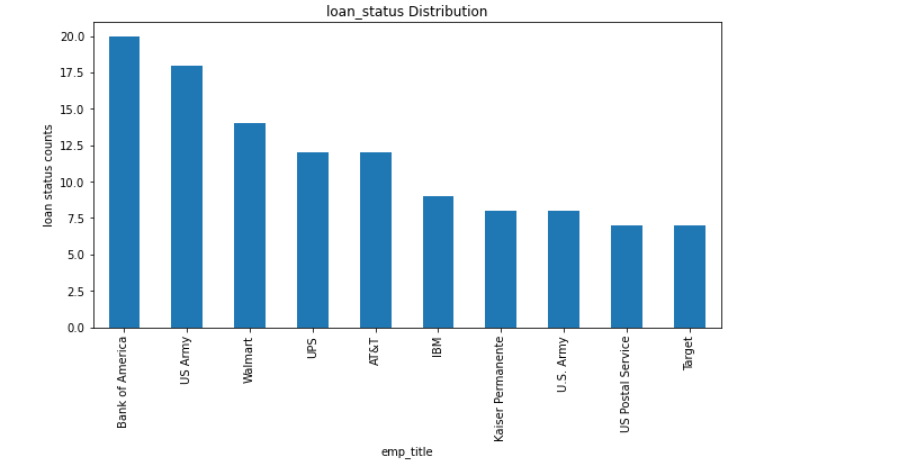 loan_status Distribution
loan status counts
20.0
17.5
15.0
12.5
10.0
7.5
5.0
2.5
0.0
Bank of America
US Army
Walmart
UPS
AT&T
IBM
Kaiser Permanente
U.S. Army
US Postal Service
Target
emp_title